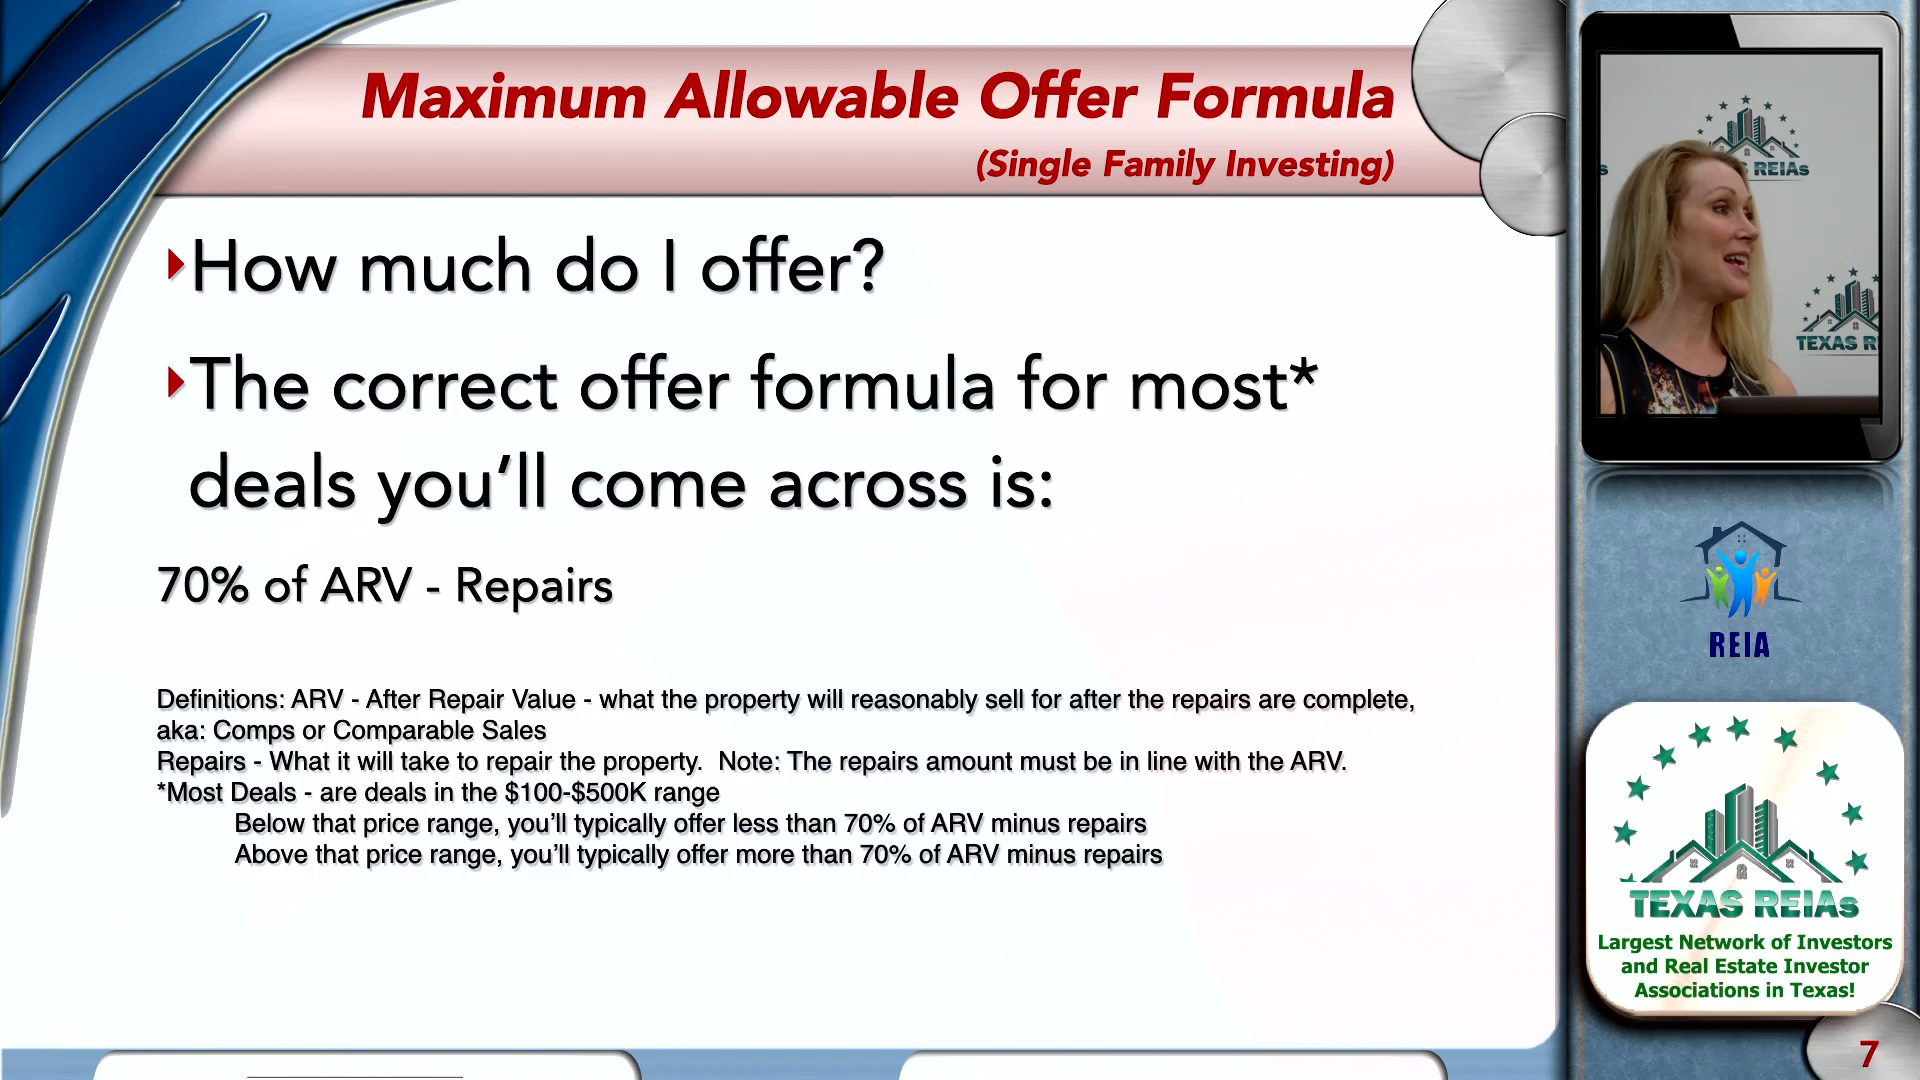 Maximum Allowable Offer Formula
(Single Family Investing)
How much do I offer?
The correct offer formula for most*
deals you’ll come across is:
70% of ARV - Repairs
Definitions: ARV - After Repair Value - what the property will reasonably sell for after the repairs are complete,
aka: Comps or Comparable Sales
Repairs - What it will take to repair the property.  Note: The repairs amount must be in line with the ARV.
*Most Deals - are deals in the $100-$500K range
Below that price range, you’ll typically offer less than 70% of ARV minus repairs
Above that price range, you’ll typically offer more than 70% of ARV minus repairs
REIAs
TEXAS R
REIA
TEXAS REIAs
Largest Network of Investors
and Real Estate Investor
Associations in Texas!
7